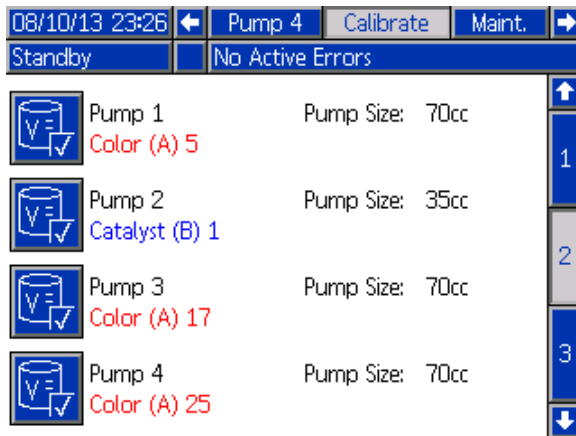 08/10/13 23:26 Pump 4 Calibrate Maint.
Standby No Active Errors
Pump 1 Pump Size: 70cc
Color (A) 5
1
Pump 2 Pump Size: 35cc
Catalyst (B) 1
2
Pump 3 Pump Size: 70cc
Color (A) 17
3
Pump 4 Pump Size: 70cc
Color (A) 25